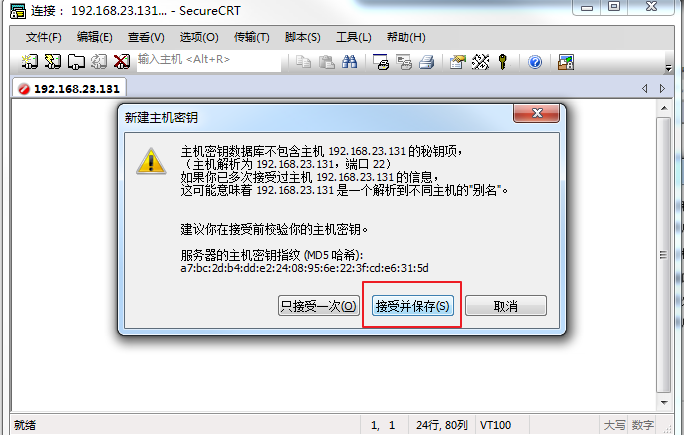 连接： 192.168.23.131... - SecureCRT
文件(F) 编辑(E) 查看(V) 选项(O) 传输(T) 脚本(S) 工具(L) 帮助(H)
输入主机 <Alt+R>
192.168.23.131
新建主机密钥
主机密钥数据库不包含主机 192.168.23.131 的秘钥项，
（主机解析为 192.168.23.131，端口 22）
如果你已多次接受过主机 192.168.23.131 的信息，
这可能意味着 192.168.23.131 是一个解析到不同主机的"别名"。
建议你在接受前校验你的主机密钥。
服务器的主机密钥指纹 (MD5 哈希):
a7:bc:2d:b4:dd:e2:24:08:95:6e:22:3f:cd:e6:31:5d
只接受一次(O) 接受并保存(S) 取消
就绪 1, 1 24行, 80列 VT100 大写 数字